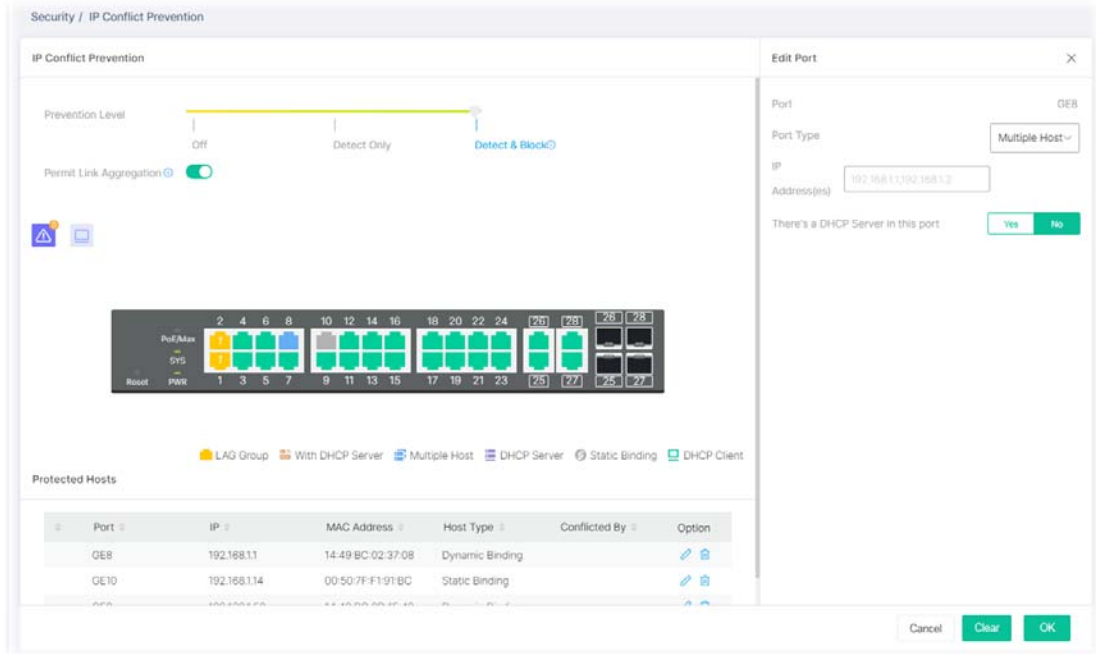 Security / IP Conflict Prevention
IP Conflict Prevention
Prevention Level
Off
Detect Only
Detect & Block
Permit Link Aggregation
2 4 6 8 10 12 14 16 18 20 22 24 26 28 26 28
PoE/Max
SYS
Reset PWR 1 3 5 7 9 11 13 15 17 19 21 23 25 27 25 27
LAG Group With DHCP Server Multiple Host DHCP Server Static Binding DHCP Client
Protected Hosts
Port IP MAC Address Host Type Conflicted By Option
GE8 192.168.1.1 14:49:BC:02:37:08 Dynamic Binding
GE10 192.168.1.14 00:50:7F:F1:91:BC Static Binding
Edit Port
Port GE8
Port Type Multiple Host
IP
Address(es) 192.168.1.1,192.168.1.2
There's a DHCP Server in this port Yes No
Cancel Clear OK